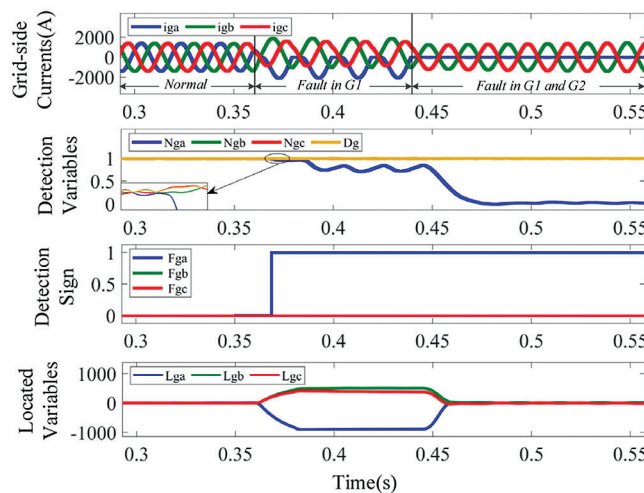 Grid-side
Currents(A)
iga igb igc
2000
0
-2000
Normal
Fault in G1
Fault in G1 and G2
0.3 0.35 0.4 0.45 0.5 0.55
Detection
Variables
Nga Ngb Ngc Dg
1
0.5
0
0.3 0.35 0.4 0.45 0.5 0.55
Detection
Sign
Fga
Fgb
Fgc
1
0.5
0
0.3 0.35 0.4 0.45 0.5 0.55
Located
Variables
Lga Lgb Lgc
1000
0
-1000
0.3 0.35 0.4 0.45 0.5 0.55
Time(s)